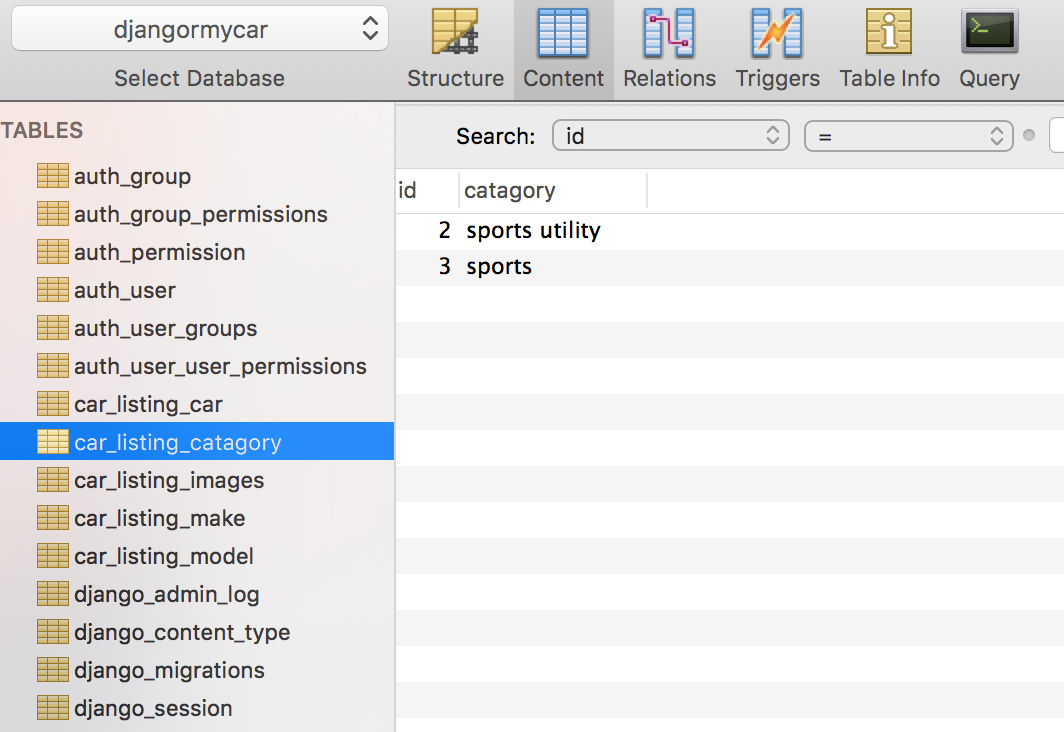 djangormycar
Select Database
Structure Content Relations Triggers Table Info Query
TABLES
auth_group
auth_group_permissions
auth_permission
auth_user
auth_user_groups
auth_user_user_permissions
car_listing_car
car_listing_catagory
car_listing_images
car_listing_make
car_listing_model
django_admin_log
django_content_type
django_migrations
django_session
Search: id =
id catagory
2 sports utility
3 sports